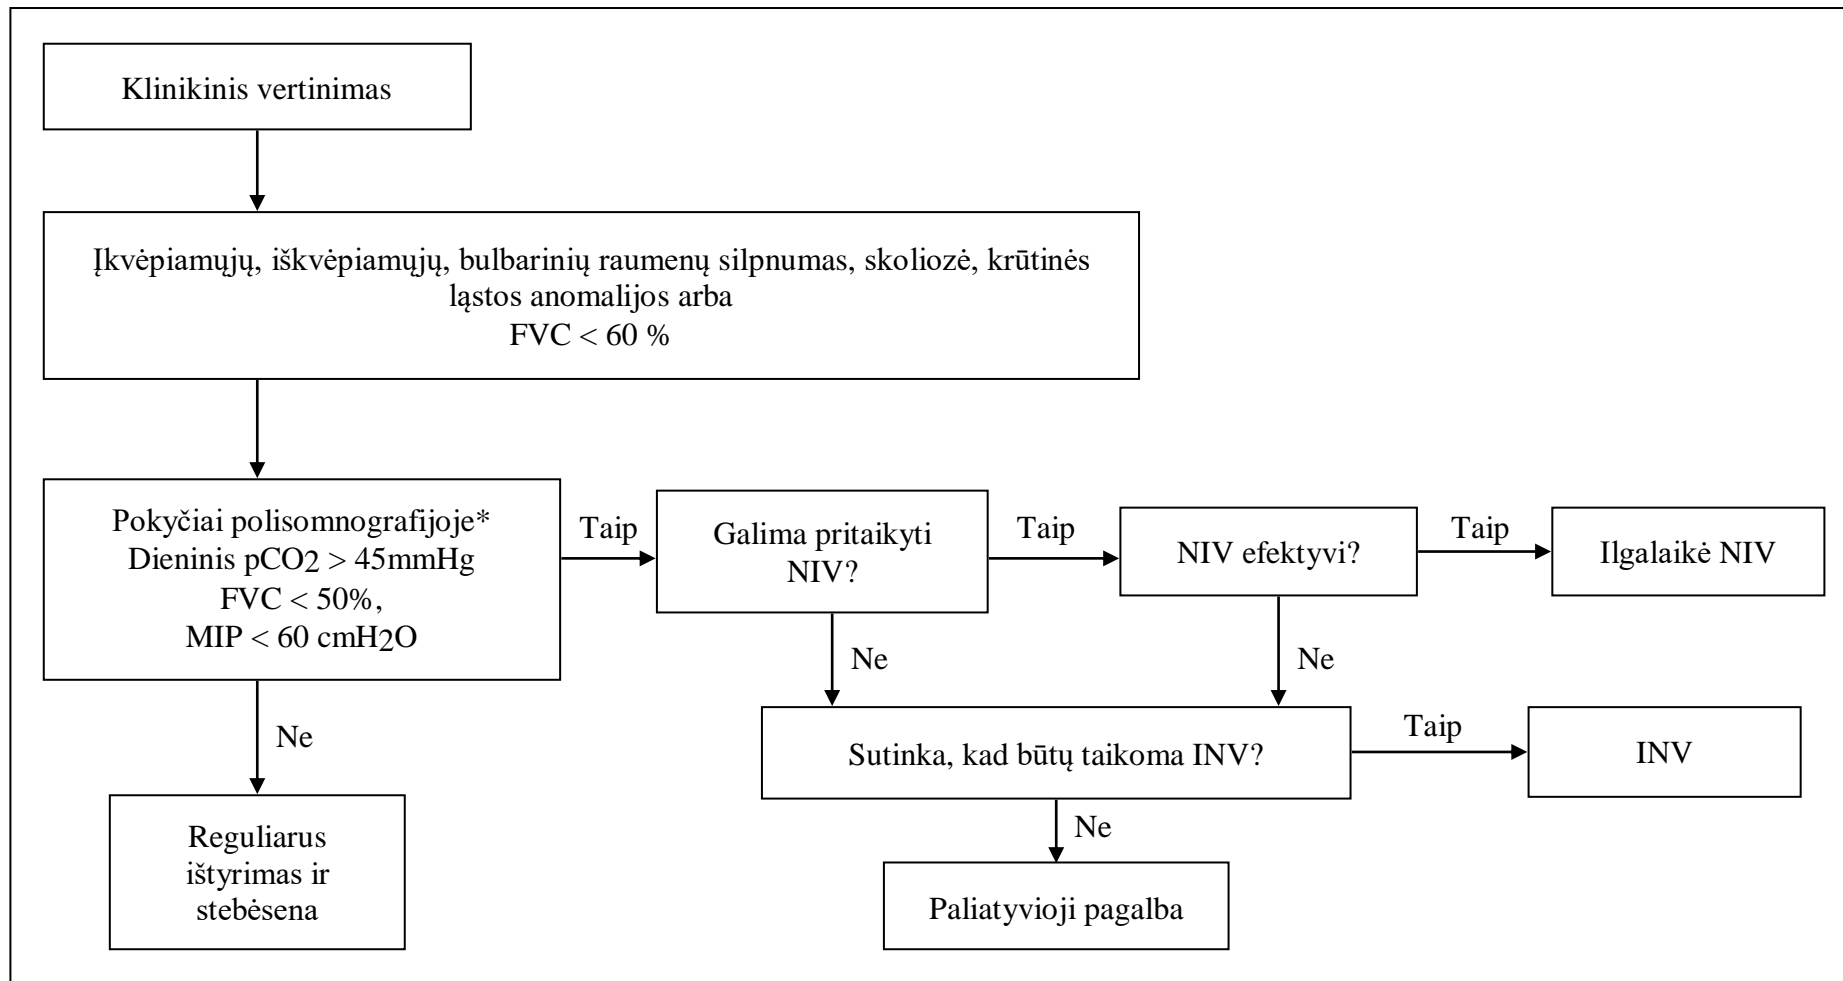 Klinikinis vertinimas
Įkvėpiamųjų, iškvėpiamųjų, bulbarinių raumenų silpnumas, skoliozė, krūtinės
ląstos anomalijos arba
FVC < 60 %
Pokyčiai polisomnografijoje*
Dieninis pCO2 > 45mmHg
FVC < 50%,
MIP < 60 cmH2O
Taip
Galima pritaikyti
NIV?
Taip
NIV efektyvi?
Taip
Ilgalaikė NIV
Ne
Ne
Ne
Sutinka, kad būtų taikoma INV?
Taip
INV
Reguliarus
ištyrimas ir
stebėsena
Ne
Paliatyvioji pagalba